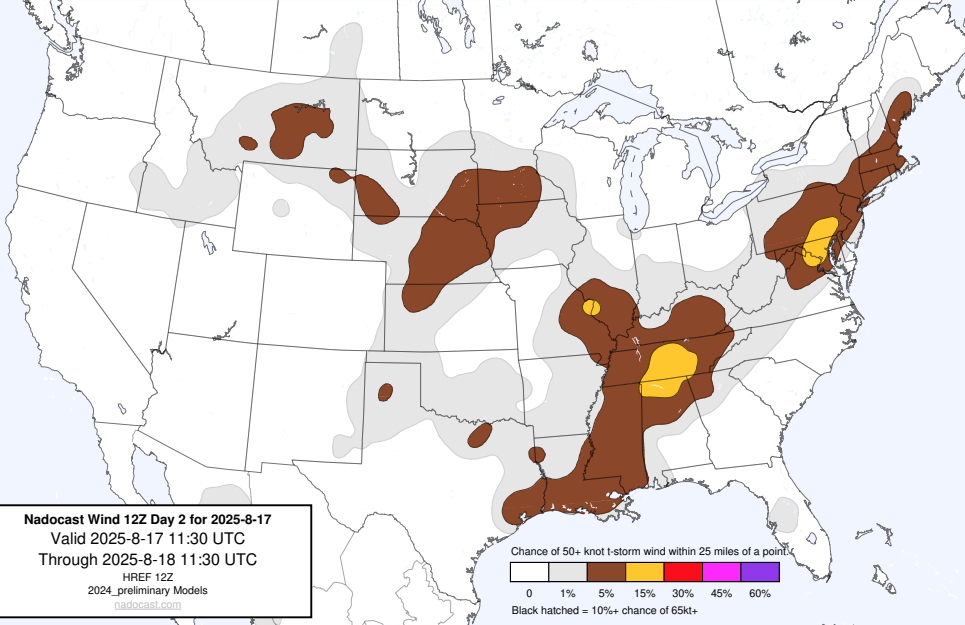 Nadocast Wind 12Z Day 2 for 2025-8-17
Valid 2025-8-17 11:30 UTC
Through 2025-8-18 11:30 UTC
HREF 12Z
2024_preliminary Models
nadocast.com
Chance of 50+ knot t-storm wind within 25 miles of a point.
0 1% 5% 15% 30% 45% 60%
Black hatched = 10%+ chance of 65kt+